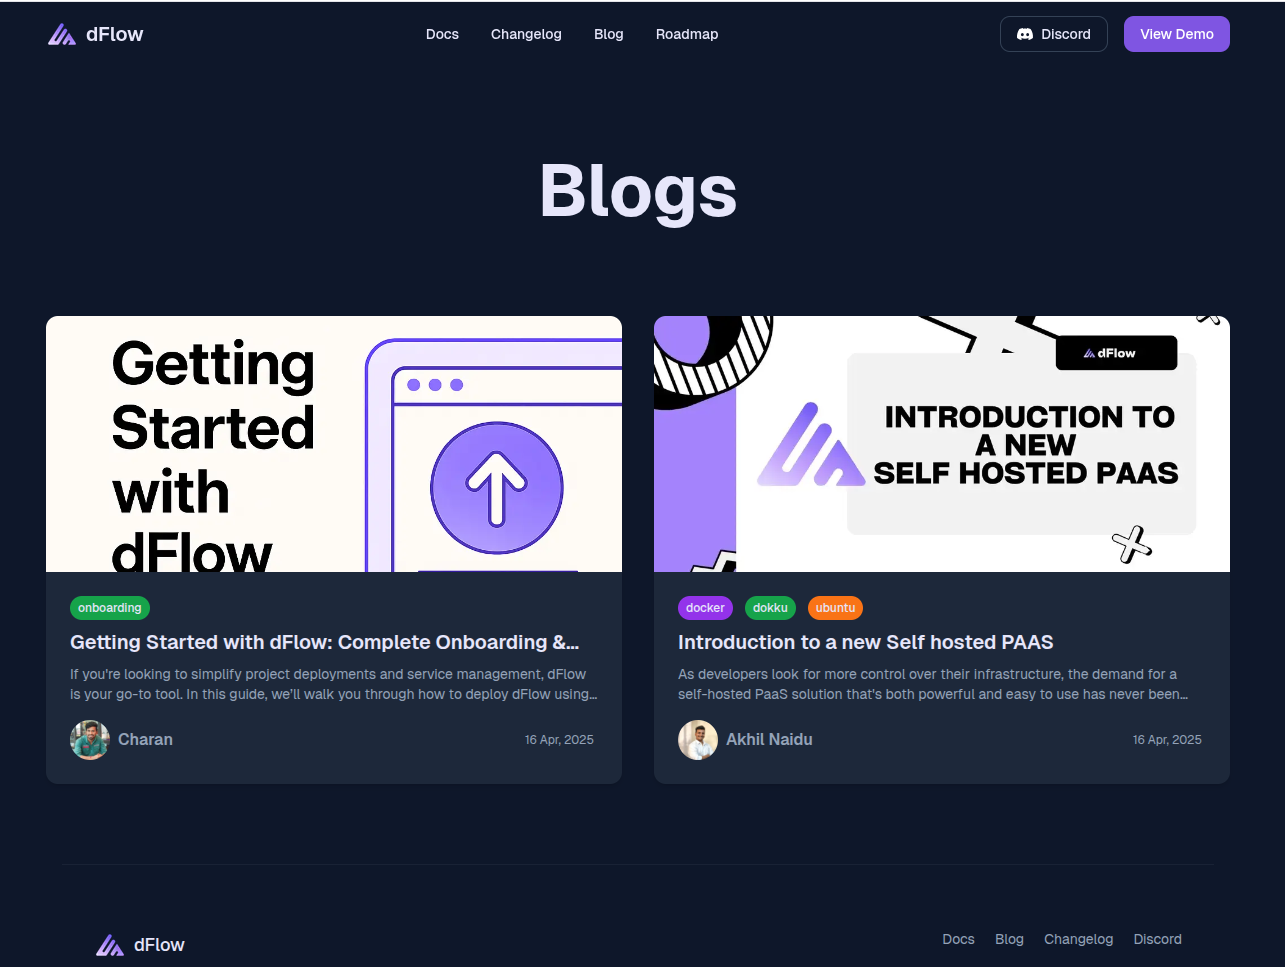 dFlow
Docs
Changelog
Blog
Roadmap
Discord
View Demo
Blogs
Getting
Started
with
dFlow
dFlow
INTRODUCTION TO
A NEW
SELF HOSTED PAAS
onboarding
Getting Started with dFlow: Complete Onboarding &...
If you're looking to simplify project deployments and service management, dFlow
is your go-to tool. In this guide, we'll walk you through how to deploy dFlow using...
Charan
16 Apr, 2025
docker
dokku
ubuntu
Introduction to a new Self hosted PAAS
As developers look for more control over their infrastructure, the demand for a
self-hosted PaaS solution that's both powerful and easy to use has never been...
Akhil Naidu
16 Apr, 2025
dFlow
Docs
Blog
Changelog
Discord